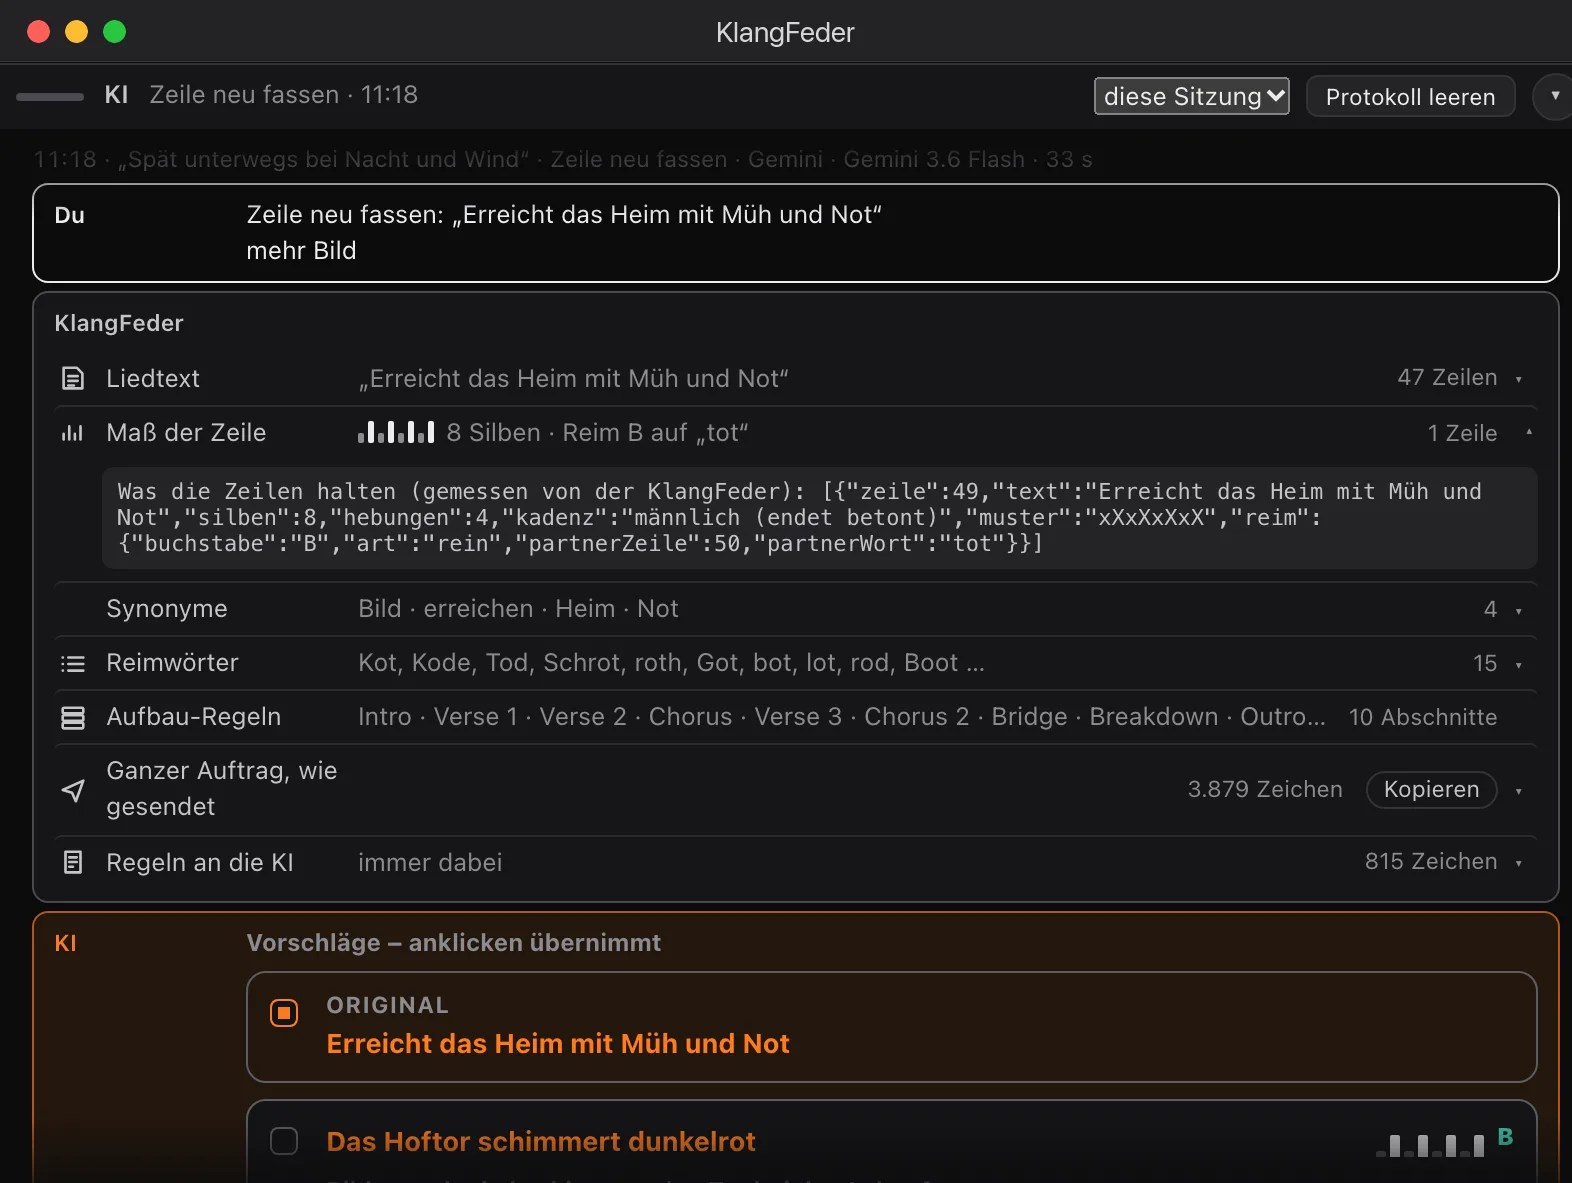 KlangFeder
KI Zeile neu fassen · 11:18
diese Sitzung
Protokoll leeren
11:18 · „Spät unterwegs bei Nacht und Wind“ · Zeile neu fassen · Gemini · Gemini 3.6 Flash · 33 s
Du
Zeile neu fassen: „Erreicht das Heim mit Müh und Not“
mehr Bild
KlangFeder
Liedtext „Erreicht das Heim mit Müh und Not“ 47 Zeilen
Maß der Zeile 8 Silben · Reim B auf „tot“ 1 Zeile
Was die Zeilen halten (gemessen von der KlangFeder): [{"zeile":49,"text":"Erreicht das Heim mit Müh und
Not","silben":8,"hebungen":4,"kadenz":"männlich (endet betont)","muster":"xXxXxXxX","reim":
{"buchstabe":"B","art":"rein","partnerZeile":50,"partnerWort":"tot"}}]
Synonyme Bild · erreichen · Heim · Not 4
Reimwörter Kot, Kode, Tod, Schrot, roth, Got, bot, lot, rod, Boot ... 15
Aufbau-Regeln Intro · Verse 1 · Verse 2 · Chorus · Verse 3 · Chorus 2 · Bridge · Breakdown · Outro... 10 Abschnitte
Ganzer Auftrag, wie
gesendet
3.879 Zeichen Kopieren
Regeln an die KI immer dabei 815 Zeichen
KI
Vorschläge – anklicken übernimmt
ORIGINAL
Erreicht das Heim mit Müh und Not
Das Hoftor schimmert dunkelrot B